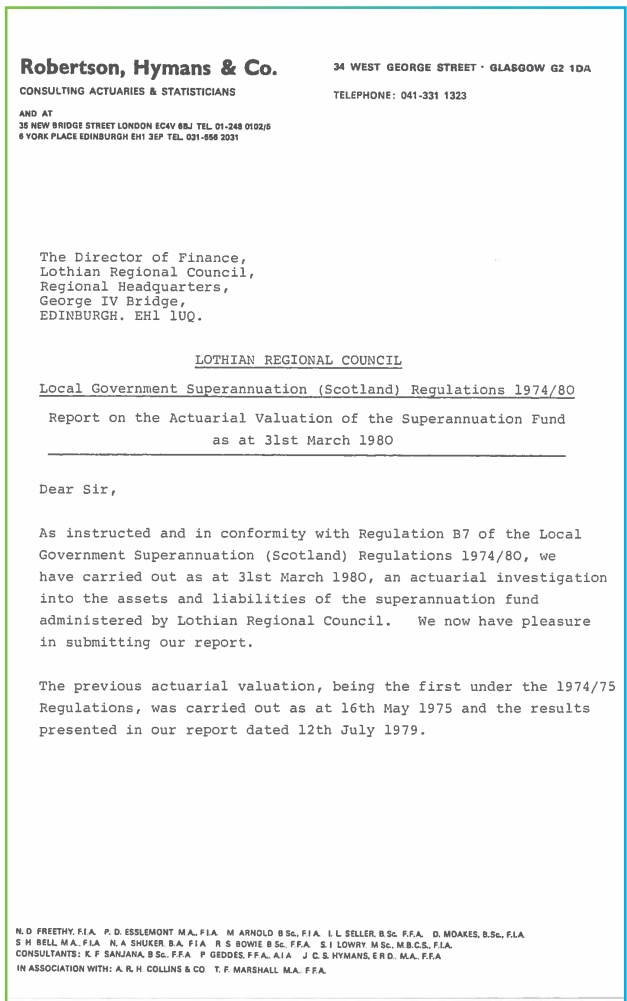 Robertson, Hymans & Co.
CONSULTING ACTUARIES & STATISTICIANS
AND AT
35 NEW BRIDGE STREET LONDON EC4V 6BJ TEL. 01-248 0102/5
6 YORK PLACE EDINBURGH EH1 3EP TEL. 031-556 2031
34 WEST GEORGE STREET · GLASGOW G2 1DA
TELEPHONE: 041-331 1323
The Director of Finance,
Lothian Regional Council,
Regional Headquarters,
George IV Bridge,
EDINBURGH. EH1 1UQ.
LOTHIAN REGIONAL COUNCIL
Local Government Superannuation (Scotland) Regulations 1974/80
Report on the Actuarial Valuation of the Superannuation Fund
as at 31st March 1980
Dear Sir,
As instructed and in conformity with Regulation B7 of the Local
Government Superannuation (Scotland) Regulations 1974/80, we
have carried out as at 31st March 1980, an actuarial investigation
into the assets and liabilities of the superannuation fund
administered by Lothian Regional Council. We now have pleasure
in submitting our report.
The previous actuarial valuation, being the first under the 1974/75
Regulations, was carried out as at 16th May 1975 and the results
presented in our report dated 12th July 1979.
N. D FREETHY, F.I.A. P. D. ESSLEMONT M.A., F.I.A. M ARNOLD B Sc., F I A I. L SELLER, B.Sc. F.F.A. D. MOAKES, B.Sc., F.I.A.
S H BELL, M A., F.I.A N. A SHUKER B.A. F I A R S BOWIE B Sc., F.F.A. S. I LOWRY M Sc., M.B.C.S., F.I.A.
CONSULTANTS: K. F SANJANA, B Sc., F.F.A P GEDDES, F F.A., A.I A J C. S. HYMANS, E R D., M.A., F.F.A
IN ASSOCIATION WITH: A. R. H COLLINS & CO. T. F. MARSHALL M.A. F F.A.